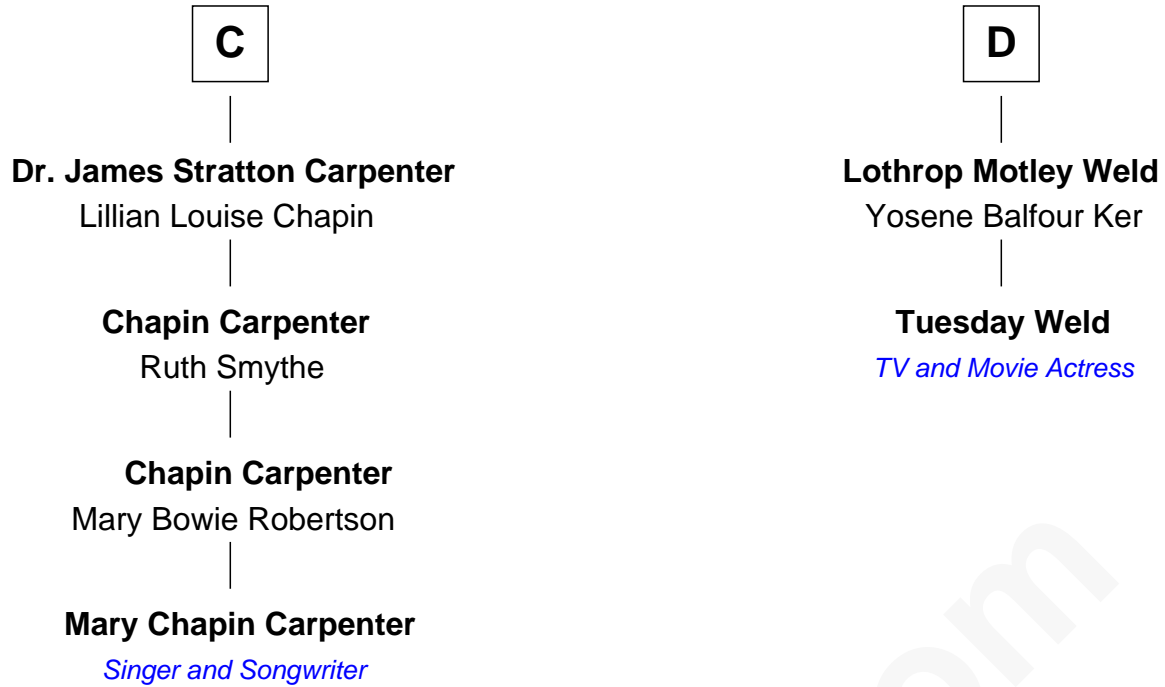 C
Dr. James Stratton Carpenter
Lillian Louise Chapin
Chapin Carpenter
Ruth Smythe
Chapin Carpenter
Mary Bowie Robertson
Mary Chapin Carpenter
Singer and Songwriter
D
Lothrop Motley Weld
Yosene Balfour Ker
Tuesday Weld
TV and Movie Actress
om